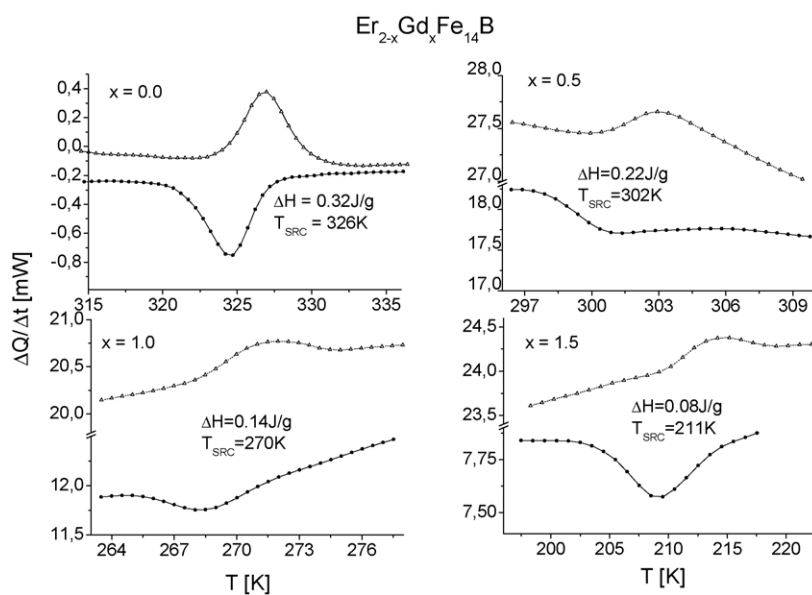 Er2-xGdxFe14B
x = 0.0
0,4
0,2
0,0
-0,2
-0,4
-0,6
-0,8
ΔH = 0.32J/g
TSRC = 326K
315 320 325 330 335
x = 0.5
28,0
27,5
27,0
18,0
17,5
17,0
ΔH=0.22J/g
TSRC=302K
297 300 303 306 309
ΔQ/Δt [mW]
x = 1.0
21,0
20,5
20,0
12,0
11,5
ΔH=0.14J/g
TSRC=270K
264 267 270 273 276
T [K]
x = 1.5
24,5
24,0
23,5
7,75
7,50
ΔH=0.08J/g
TSRC=211K
200 205 210 215 220
T [K]